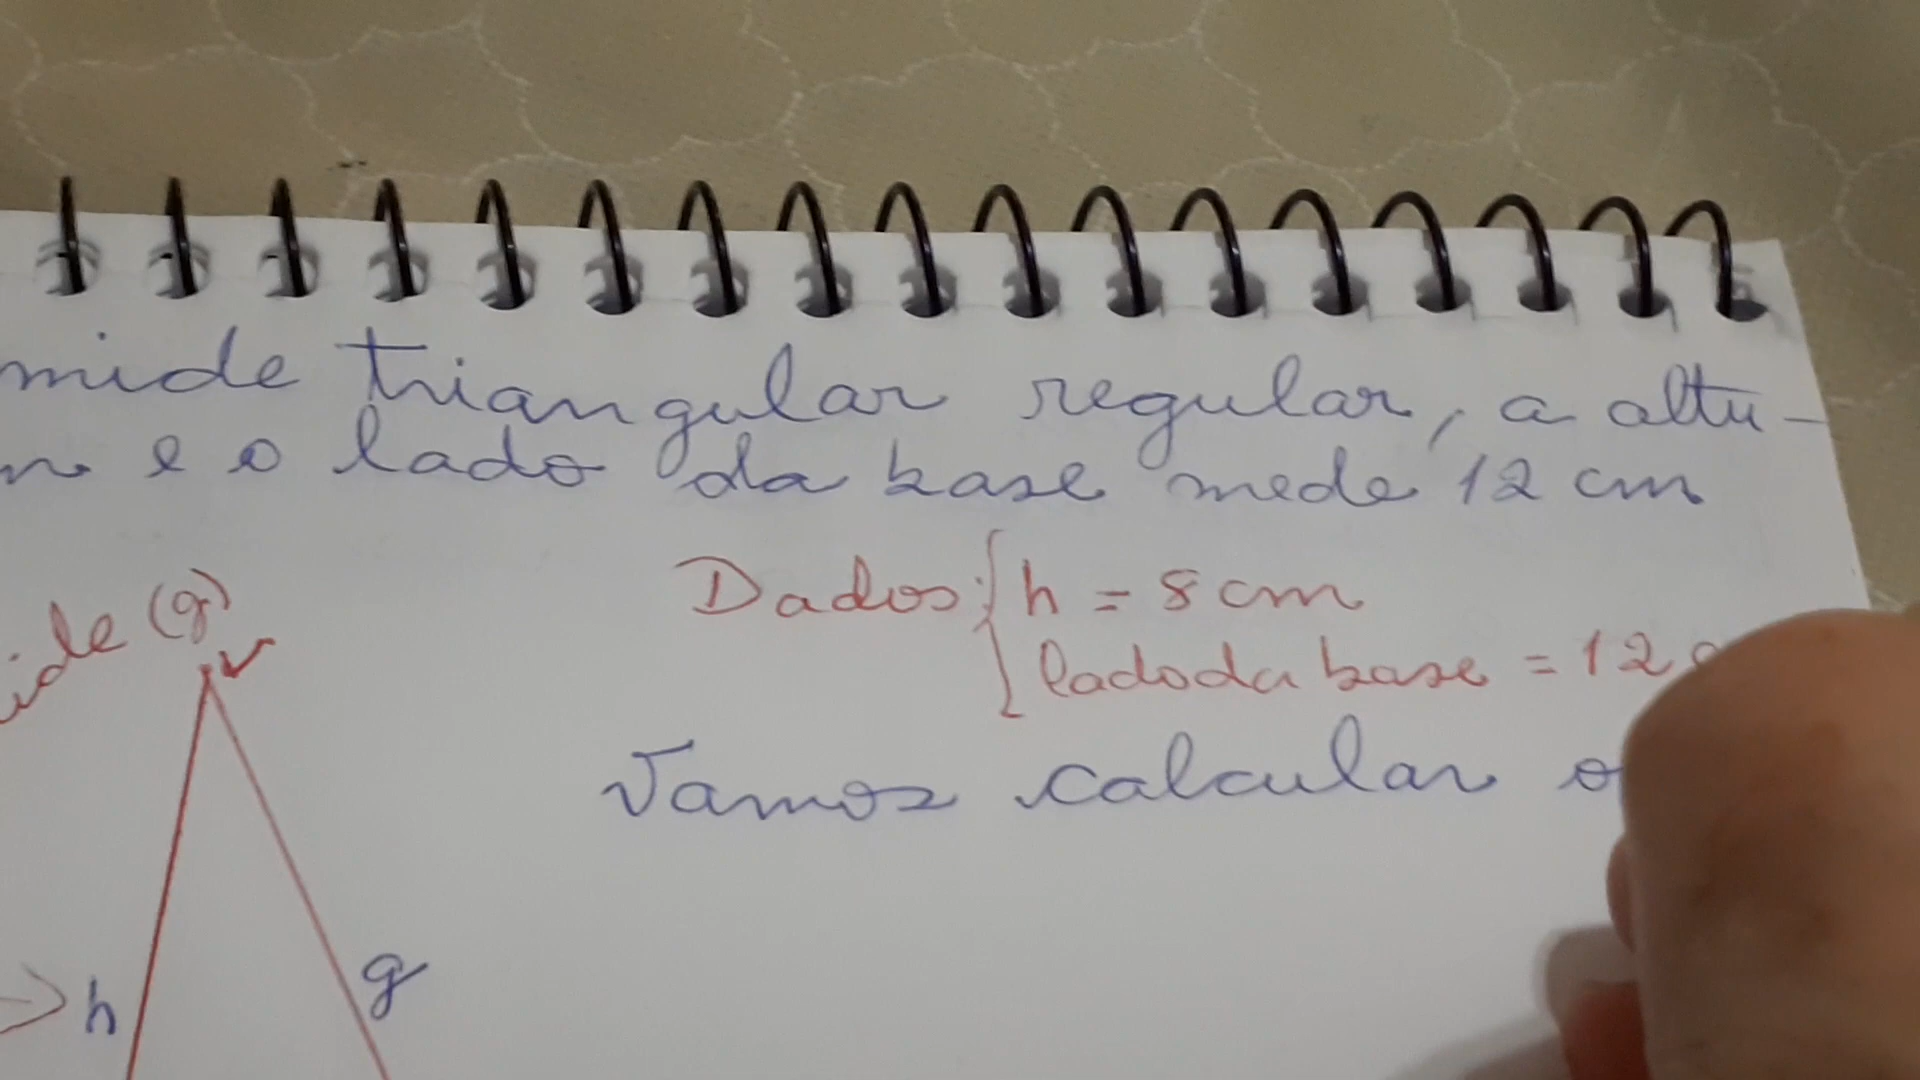 mide triangular regular, a altu-
e o lado da base mede 12 cm
Dados: h = 8 cm
lado da base = 12
ide (g)
V
Vamos calcular o
g
h